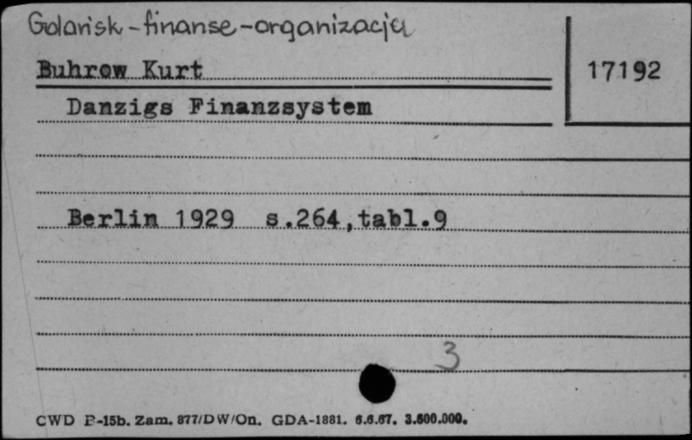 Gdańsk - finanse - organizacja
Buhrow Kurt
17192
Danzigs Finanzsystem
Berlin 1929 s.264,tabl.9
3
CWD P-15b. Zam. 877/DW/On. GDA-1881. 6.6.67. 3.600.000.